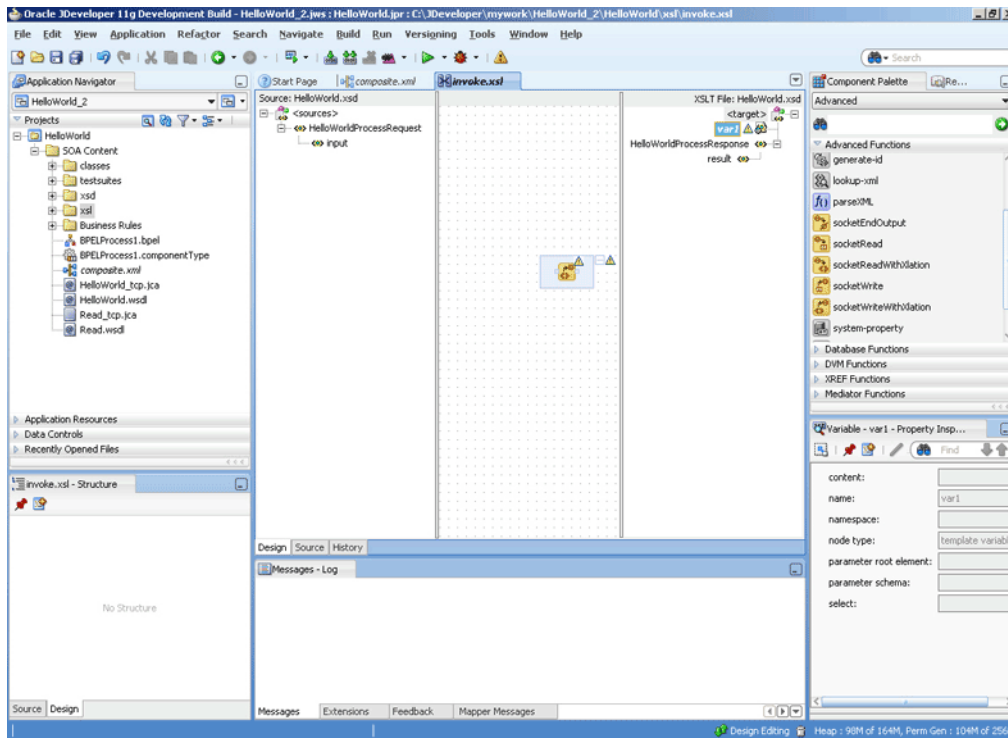 Oracle JDeveloper 11g Development Build - HelloWorld_2.jws : HelloWorld.jpr : C:\JDeveloper\mywork\HelloWorld_2\HelloWorld\xsl\invoke.xsl
File Edit View Application Refactor Search Navigate Build Run Versioning Tools Window Help
Search
Application Navigator
HelloWorld_2
Projects
HelloWorld
SOA Content
classes
testsuites
xsd
xsl
Business Rules
BPELProcess1.bpel
BPELProcess1.componentType
composite.xml
HelloWorld_tcp.jca
HelloWorld.wsdl
Read_tcp.jca
Read.wsdl
Application Resources
Data Controls
Recently Opened Files
invoke.xsl - Structure
No Structure
Source Design
Start Page composite.xml invoke.xsl
Source: HelloWorld.xsd
<sources>
HelloWorldProcessRequest
input
XSLT File: HelloWorld.xsd
<target>
var1
HelloWorldProcessResponse
result
Design Source History
Messages - Log
Messages Extensions Feedback Mapper Messages
Component Palette Re...
Advanced
Advanced Functions
generate-id
lookup-xml
parseXML
socketEndOutput
socketRead
socketReadWithXlation
socketWrite
socketWriteWithXlation
system-property
Database Functions
DVM Functions
XREF Functions
Mediator Functions
Variable - var1 - Property Insp...
Find
content:
name: var1
namespace:
node type: template variabl
parameter root element:
parameter schema:
select:
Design Editing Heap : 98M of 164M, Perm Gen : 104M of 256